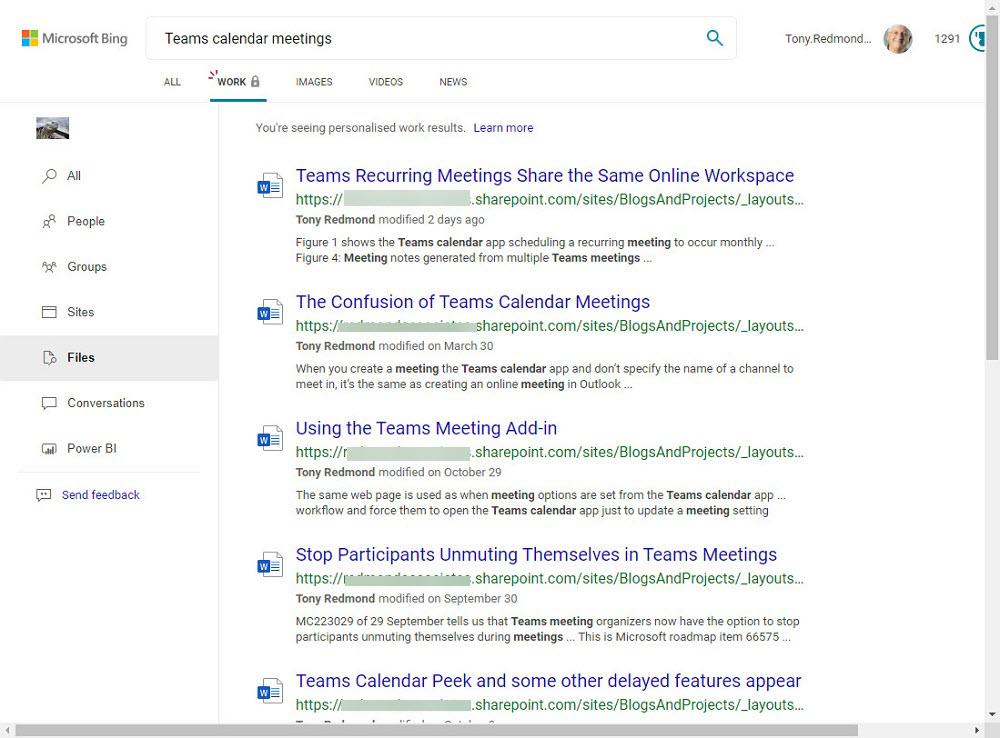 Microsoft Bing
Teams calendar meetings
Tony.Redmond...
1291
ALL
WORK
IMAGES
VIDEOS
NEWS
You're seeing personalised work results. Learn more
All
People
Groups
Sites
Files
Conversations
Power BI
Send feedback
Teams Recurring Meetings Share the Same Online Workspace
https:// .sharepoint.com/sites/BlogsAndProjects/_layouts...
Tony Redmond modified 2 days ago
Figure 1 shows the Teams calendar app scheduling a recurring meeting to occur monthly ...
Figure 4: Meeting notes generated from multiple Teams meetings ...
The Confusion of Teams Calendar Meetings
https:/ sharepoint.com/sites/BlogsAndProjects/_layouts...
Tony Redmond modified on March 30
When you create a meeting the Teams calendar app and don’t specify the name of a channel to
meet in, it’s the same as creating an online meeting in Outlook ...
Using the Teams Meeting Add-in
https:// .sharepoint.com/sites/BlogsAndProjects/_layouts...
Tony Redmond modified on October 29
The same web page is used as when meeting options are set from the Teams calendar app ...
workflow and force them to open the Teams calendar app just to update a meeting setting
Stop Participants Unmuting Themselves in Teams Meetings
https:// .sharepoint.com/sites/BlogsAndProjects/_layouts...
Tony Redmond modified on September 30
MC223029 of 29 September tells us that Teams meeting organizers now have the option to stop
participants unmuting themselves during meetings ... This is Microsoft roadmap item 66575 ...
Teams Calendar Peek and some other delayed features appear
https:// .sharepoint.com/sites/BlogsAndProjects/_layouts...